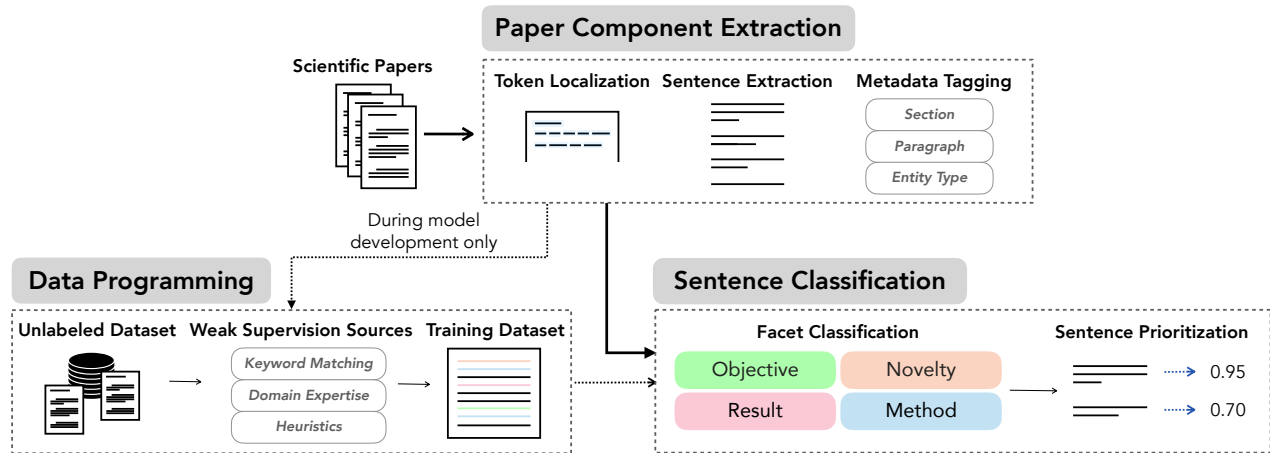 Paper Component Extraction
Scientific Papers
Token Localization
Sentence Extraction
Metadata Tagging
Section
Paragraph
Entity Type
During model
development only
Data Programming
Unlabeled Dataset
Weak Supervision Sources
Training Dataset
Keyword Matching
Domain Expertise
Heuristics
Sentence Classification
Facet Classification
Objective
Novelty
Result
Method
Sentence Prioritization
0.95
0.70